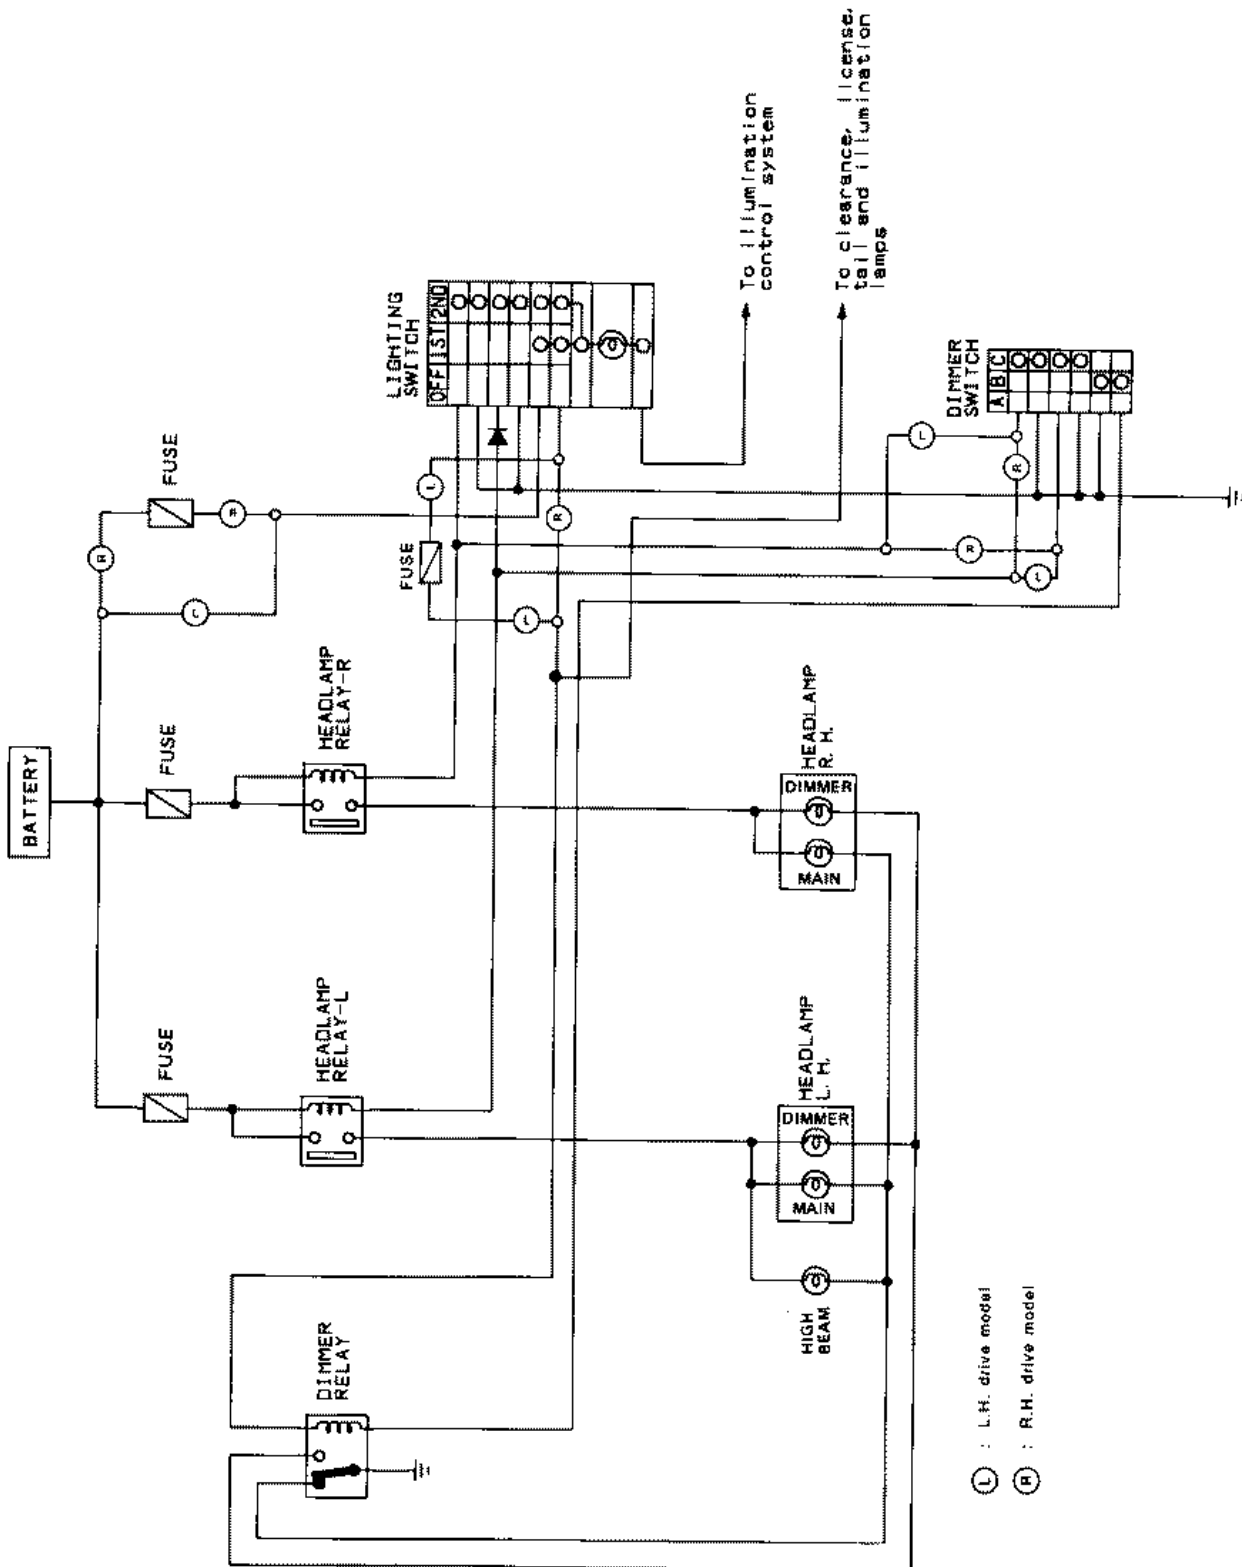 BATTERY
FUSE
FUSE
FUSE
FUSE
R
R
L
L
L
R
HEADLAMP
RELAY-L
HEADLAMP
RELAY-R
DIMMER
RELAY
LIGHTING
SWITCH
OFF 1ST 2ND
To illumination
control system
To clearance, license,
tail and illumination
lamps
DIMMER
SWITCH
A B C
L
R
R
L
HIGH
BEAM
HEADLAMP
L. H.
DIMMER
MAIN
HEADLAMP
R. H.
DIMMER
MAIN
L : L.H. drive model
R : R.H. drive model